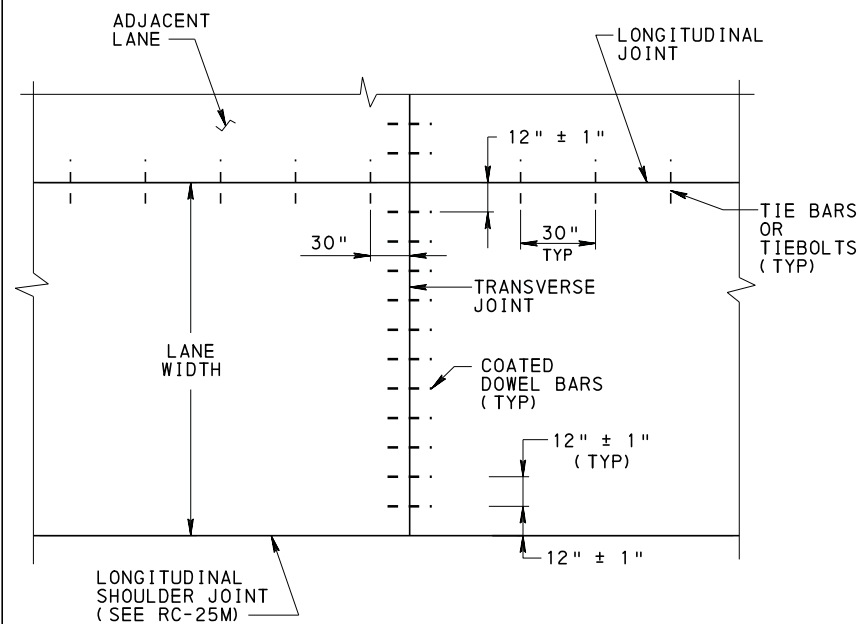 ADJACENT
LANE
LONGITUDINAL
JOINT
12" ± 1"
TIE BARS
OR
TIEBOLTS
(TYP)
30"
30"
TYP
TRANSVERSE
JOINT
LANE
WIDTH
COATED
DOWEL BARS
(TYP)
12" ± 1"
(TYP)
12" ± 1"
LONGITUDINAL
SHOULDER JOINT
(SEE RC-25M)